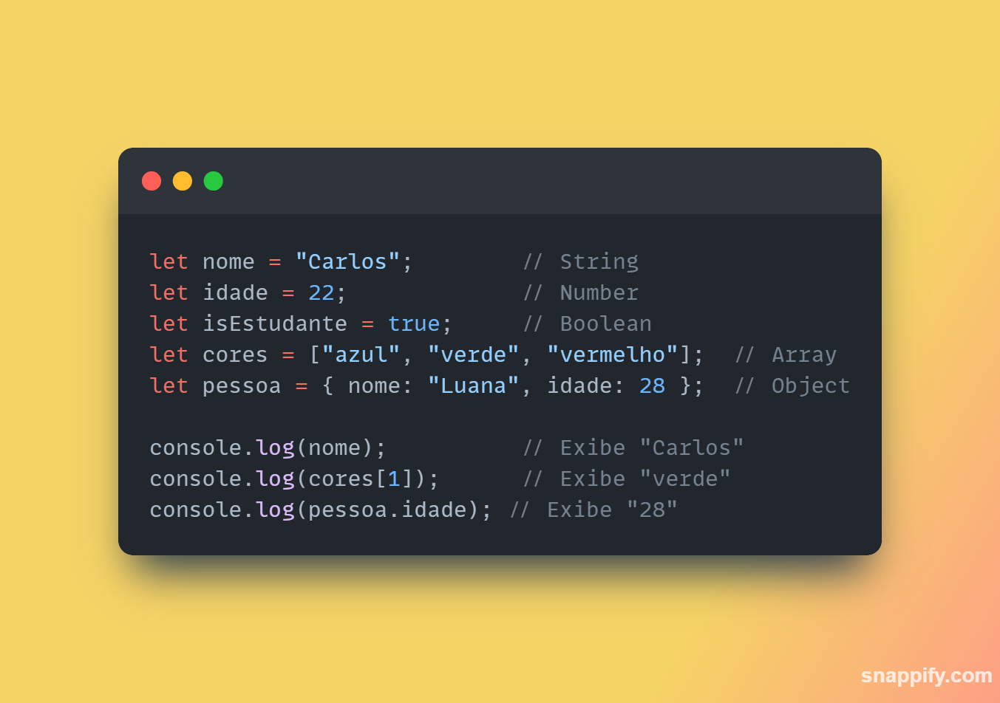 let nome = "Carlos";        // String
let idade = 22;             // Number
let isEstudante = true;     // Boolean
let cores = ["azul", "verde", "vermelho"];  // Array
let pessoa = { nome: "Luana", idade: 28 };  // Object

console.log(nome);          // Exibe "Carlos"
console.log(cores[1]);      // Exibe "verde"
console.log(pessoa.idade); // Exibe "28"
snappify.com